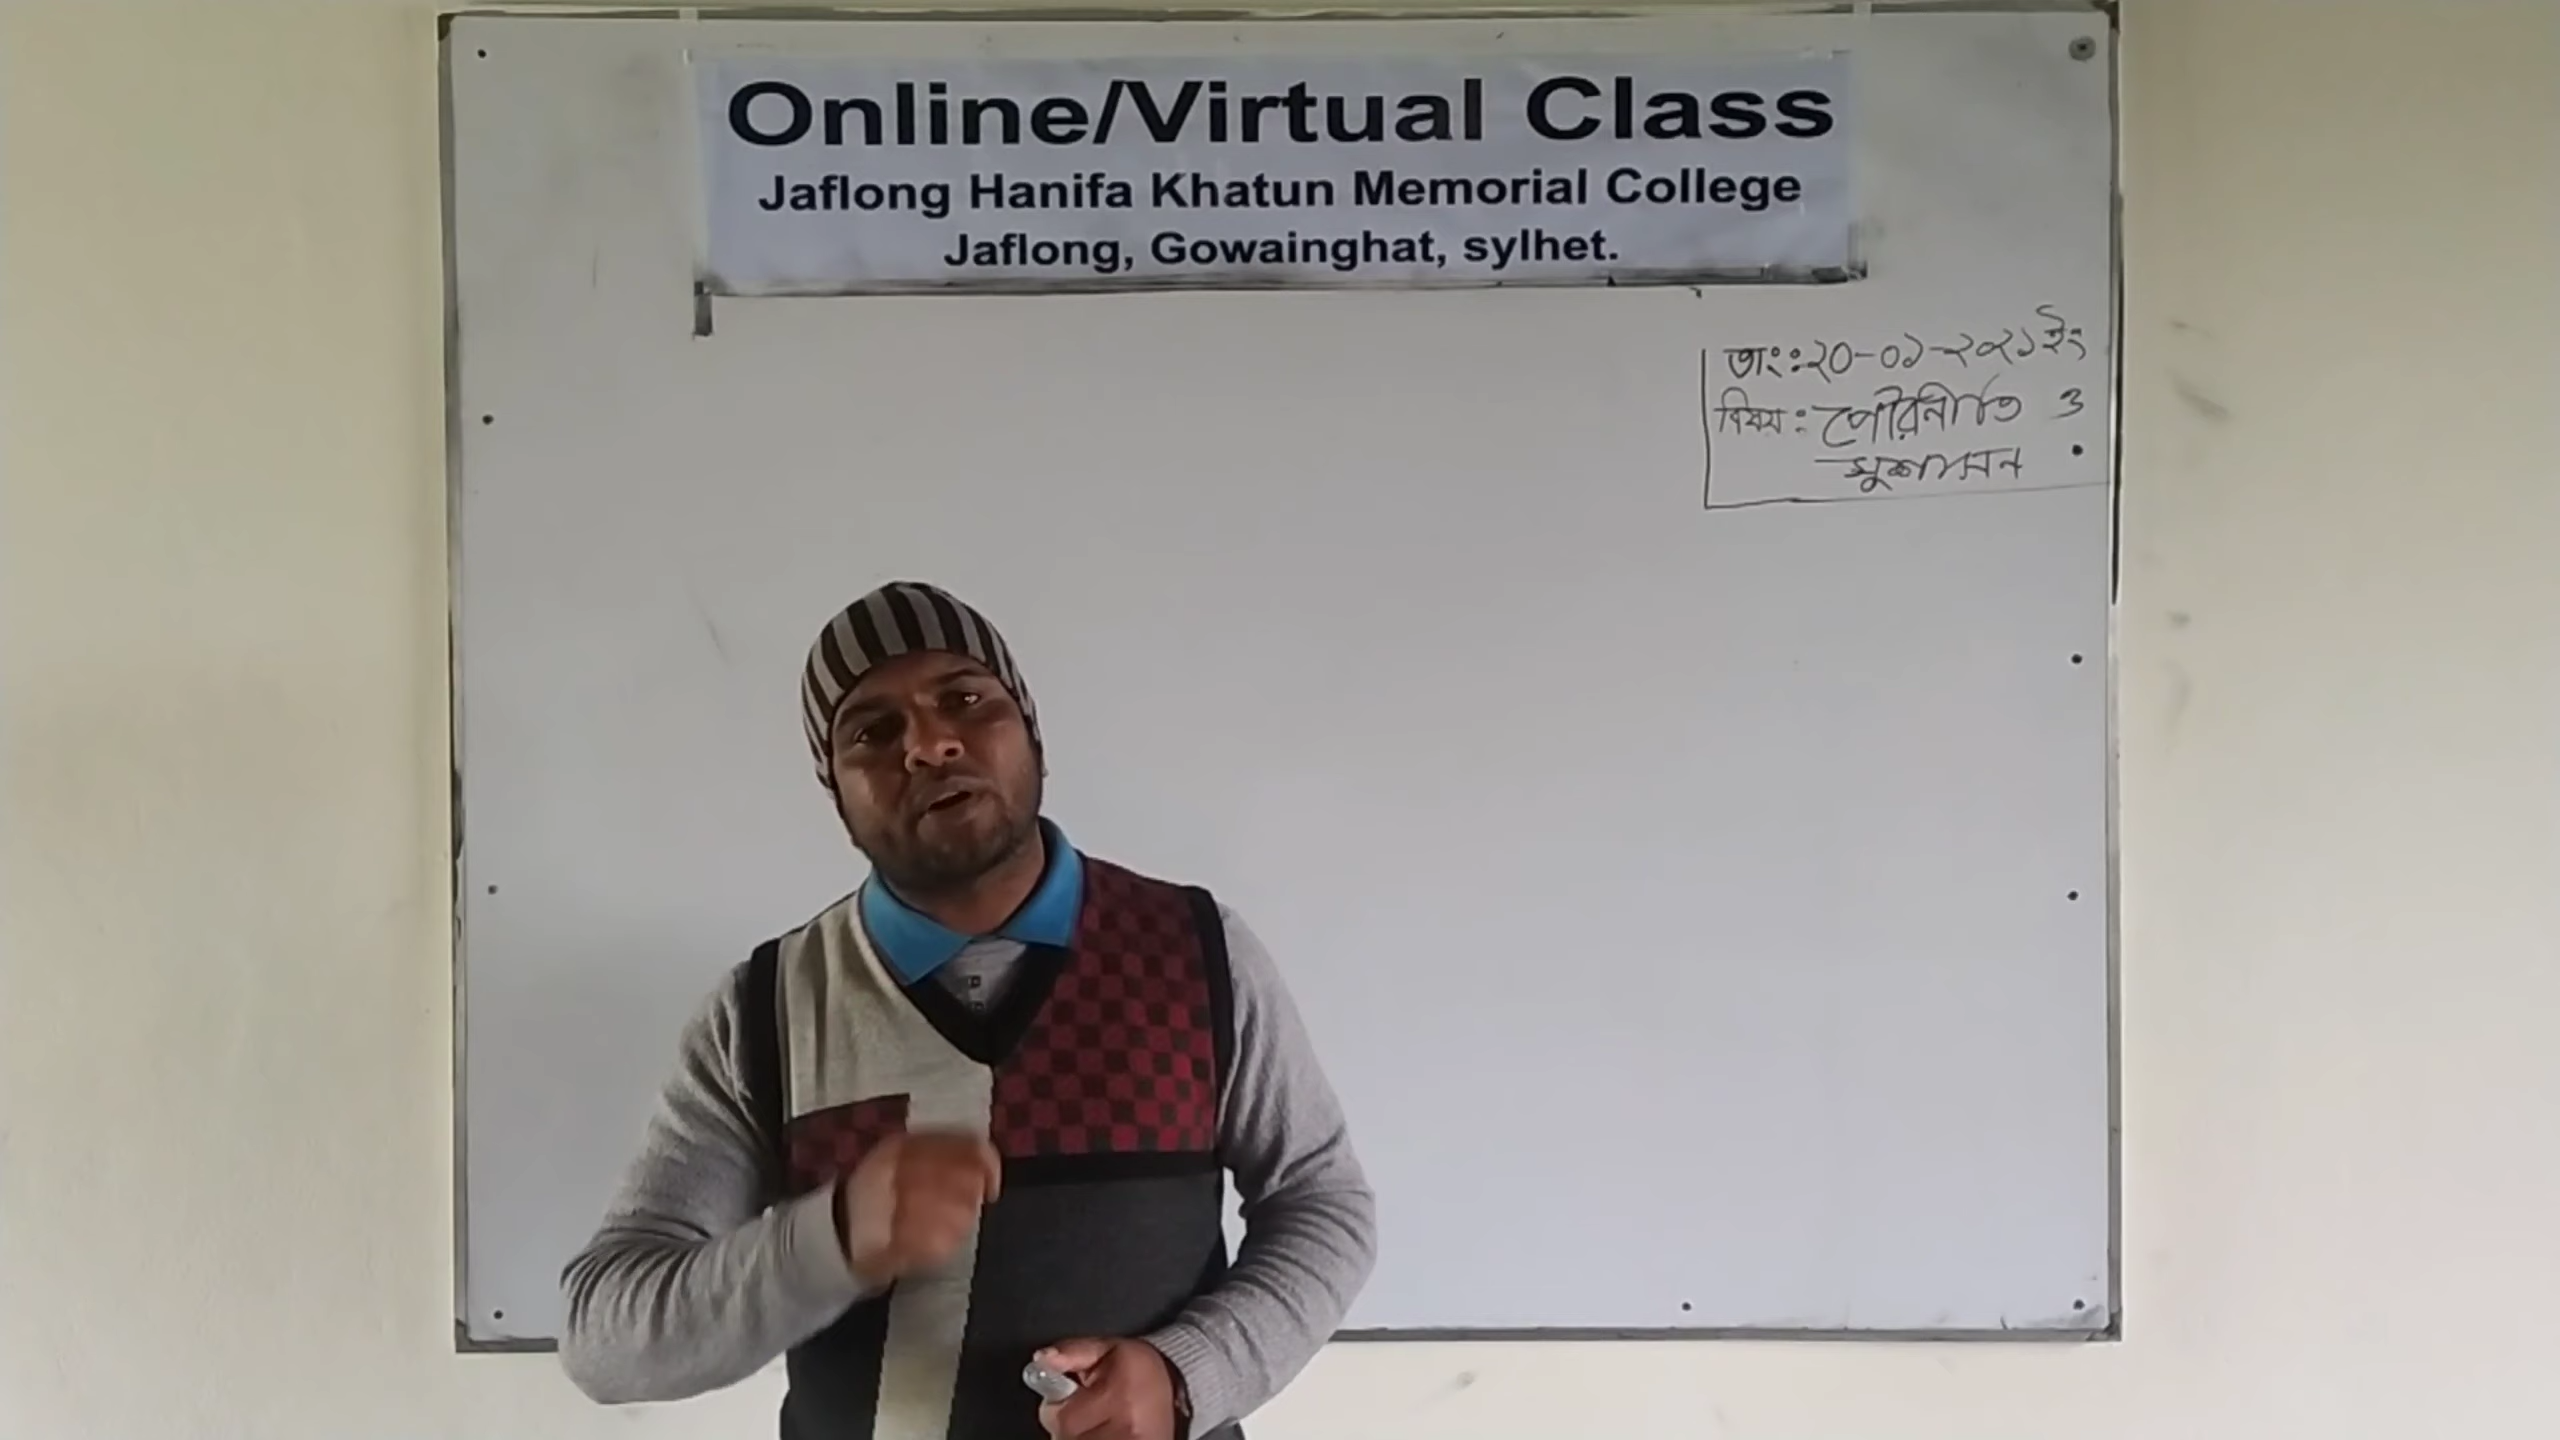 Online/Virtual Class
Jaflong Hanifa Khatun Memorial College
Jaflong, Gowainghat, sylhet.
তাং:২০-০১-২০২১ইং
বিষয়: পৌরনীতি ও
সুশাসন